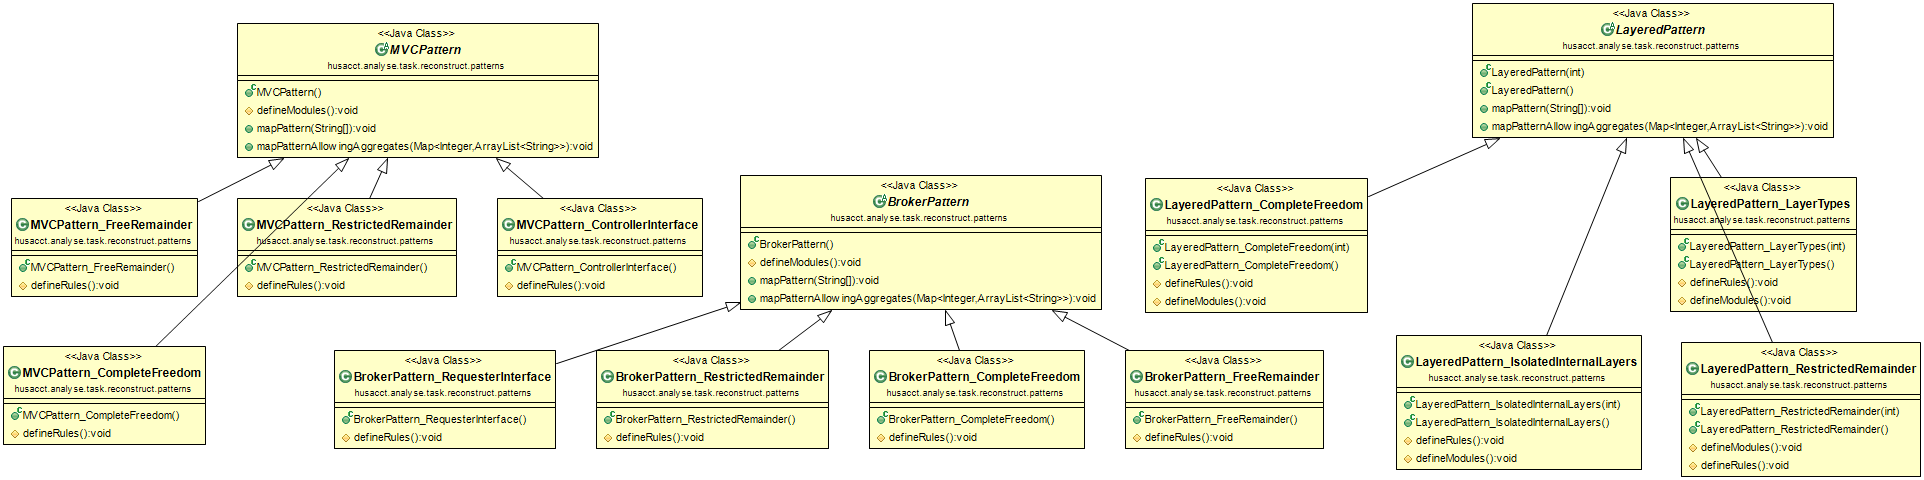 <<Java Class>>
MVCPattern
husacct.analyse.task.reconstruct.patterns
MVCPattern()
defineModules():void
mapPattern(String[]):void
mapPatternAllowingAggregates(Map<Integer,ArrayList<String>>):void
<<Java Class>>
MVCPattern_FreeRemainder
husacct.analyse.task.reconstruct.patterns
MVCPattern_FreeRemainder()
defineRules():void
<<Java Class>>
MVCPattern_RestrictedRemainder
husacct.analyse.task.reconstruct.patterns
MVCPattern_RestrictedRemainder()
defineRules():void
<<Java Class>>
MVCPattern_ControllerInterface
husacct.analyse.task.reconstruct.patterns
MVCPattern_ControllerInterface()
defineRules():void
<<Java Class>>
MVCPattern_CompleteFreedom
husacct.analyse.task.reconstruct.patterns
MVCPattern_CompleteFreedom()
defineRules():void
<<Java Class>>
BrokerPattern
husacct.analyse.task.reconstruct.patterns
BrokerPattern()
defineModules():void
mapPattern(String[]):void
mapPatternAllowingAggregates(Map<Integer,ArrayList<String>>):void
<<Java Class>>
BrokerPattern_RequesterInterface
husacct.analyse.task.reconstruct.patterns
BrokerPattern_RequesterInterface()
defineRules():void
<<Java Class>>
BrokerPattern_RestrictedRemainder
husacct.analyse.task.reconstruct.patterns
BrokerPattern_RestrictedRemainder()
defineRules():void
<<Java Class>>
BrokerPattern_CompleteFreedom
husacct.analyse.task.reconstruct.patterns
BrokerPattern_CompleteFreedom()
defineRules():void
<<Java Class>>
BrokerPattern_FreeRemainder
husacct.analyse.task.reconstruct.patterns
BrokerPattern_FreeRemainder()
defineRules():void
<<Java Class>>
LayeredPattern
husacct.analyse.task.reconstruct.patterns
LayeredPattern(int)
LayeredPattern()
mapPattern(String[]):void
mapPatternAllowingAggregates(Map<Integer,ArrayList<String>>):void
<<Java Class>>
LayeredPattern_CompleteFreedom
husacct.analyse.task.reconstruct.patterns
LayeredPattern_CompleteFreedom(int)
LayeredPattern_CompleteFreedom()
defineRules():void
defineModules():void
<<Java Class>>
LayeredPattern_LayerTypes
husacct.analyse.task.reconstruct.patterns
LayeredPattern_LayerTypes(int)
LayeredPattern_LayerTypes()
defineRules():void
defineModules():void
<<Java Class>>
LayeredPattern_IsolatedInternalLayers
husacct.analyse.task.reconstruct.patterns
LayeredPattern_IsolatedInternalLayers(int)
LayeredPattern_IsolatedInternalLayers()
defineRules():void
defineModules():void
<<Java Class>>
LayeredPattern_RestrictedRemainder
husacct.analyse.task.reconstruct.patterns
LayeredPattern_RestrictedRemainder(int)
LayeredPattern_RestrictedRemainder()
defineModules():void
defineRules():void